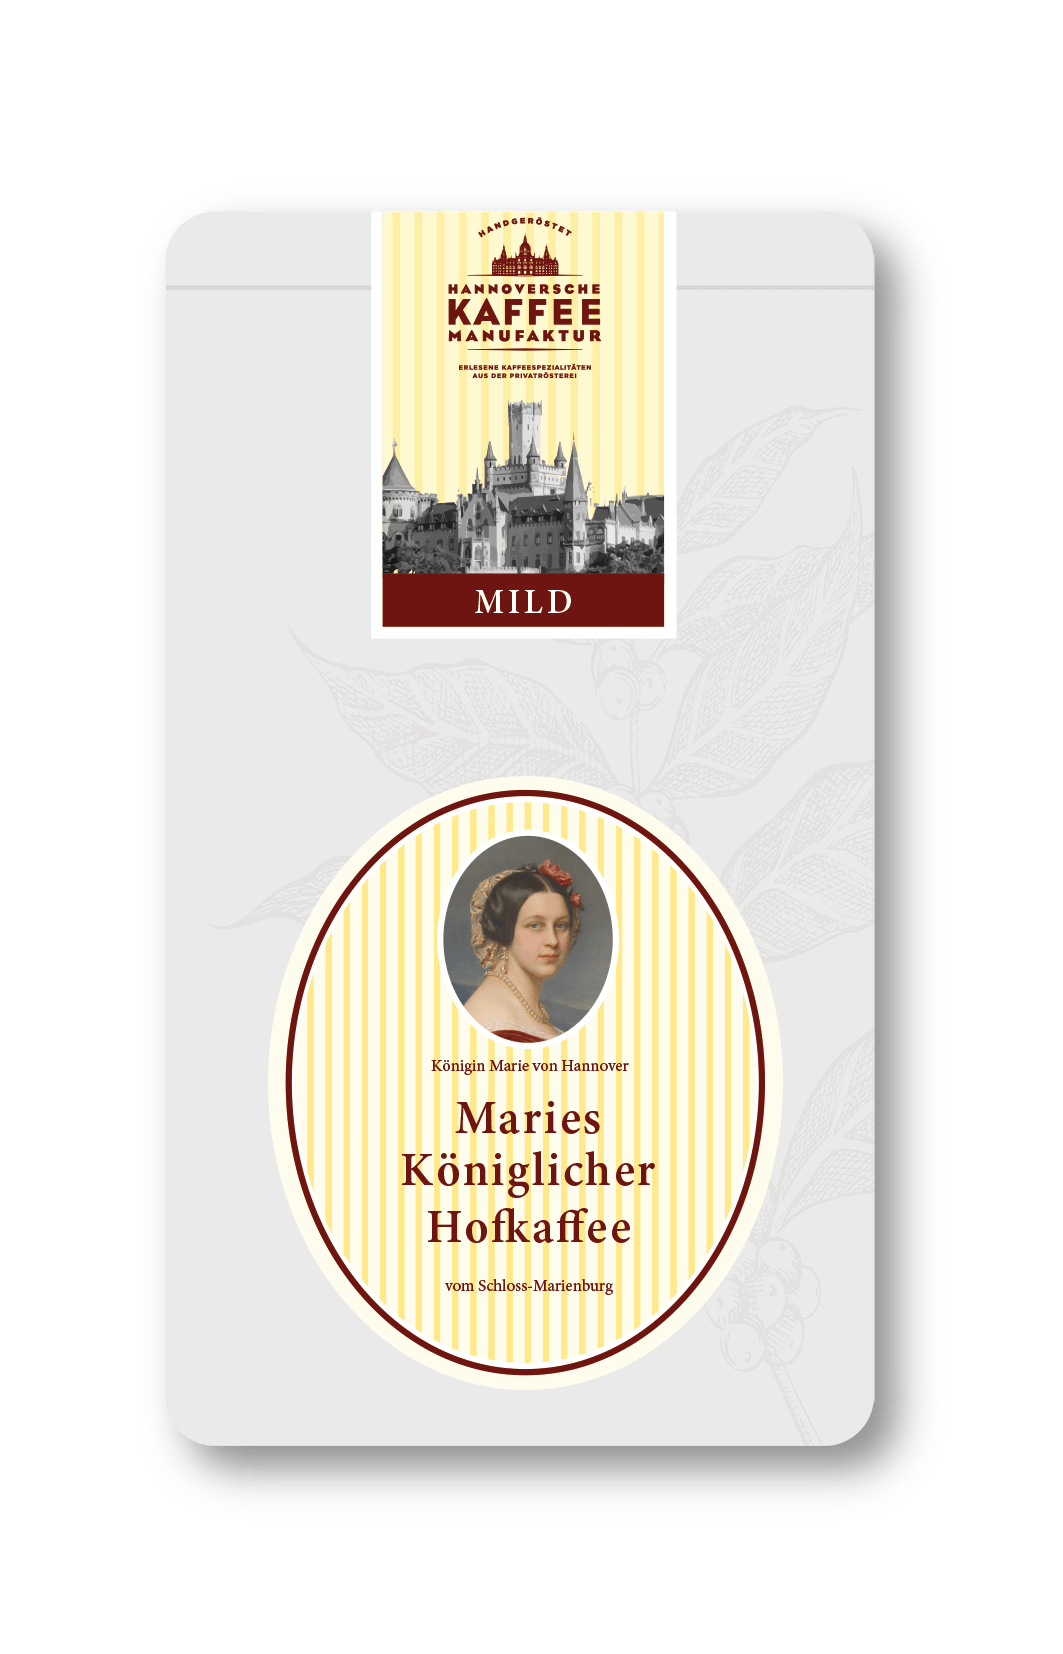 HANDGERÖSTET
HANNOVERSCHE
KAFFEE
MANUFAKTUR
ERLESENE KAFFEESPEZIALITÄTEN
AUS DER PRIVATRÖSTEREI
MILD
Königin Marie von Hannover
Maries
Königlicher
Hofkaffee
vom Schloss-Marienburg